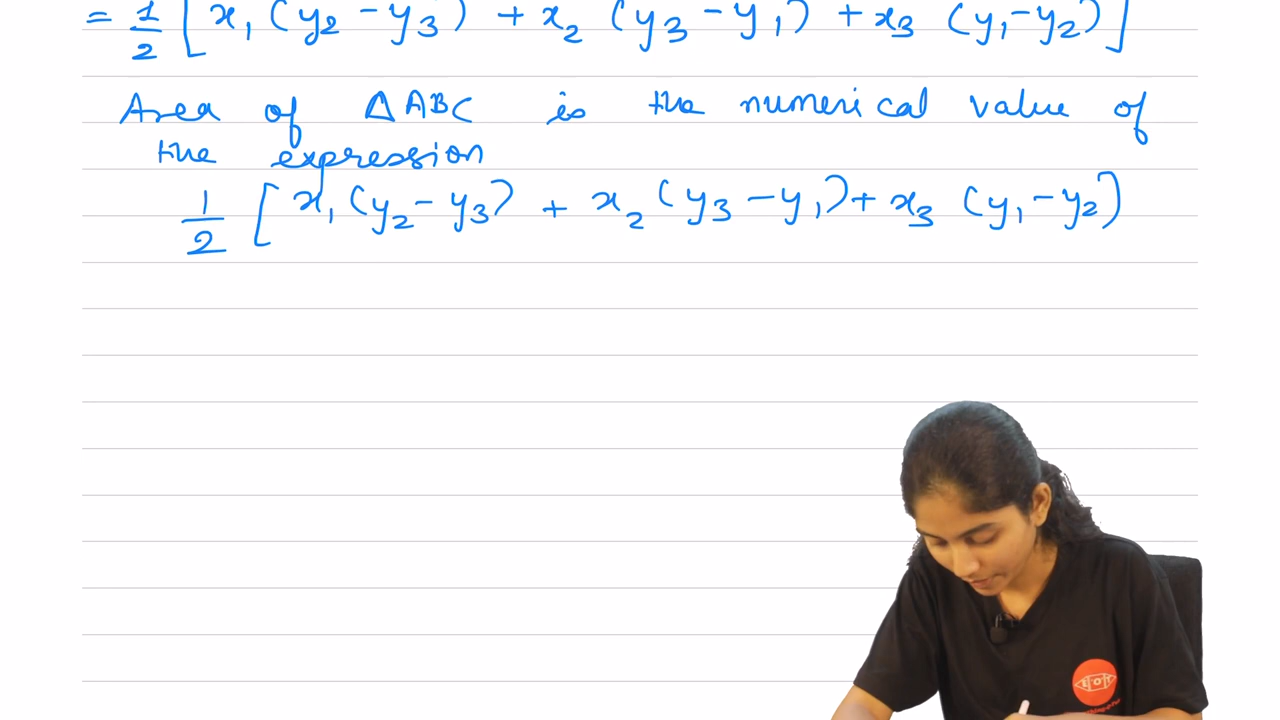 = 1/2 [ x₁ (y₂ - y₃) + x₂ (y₃ - y₁) + x₃ (y₁ - y₂) ]
Area of △ABC is the numerical value of
the expression
1/2 [ x₁ (y₂ - y₃) + x₂ (y₃ - y₁) + x₃ (y₁ - y₂)
EOT